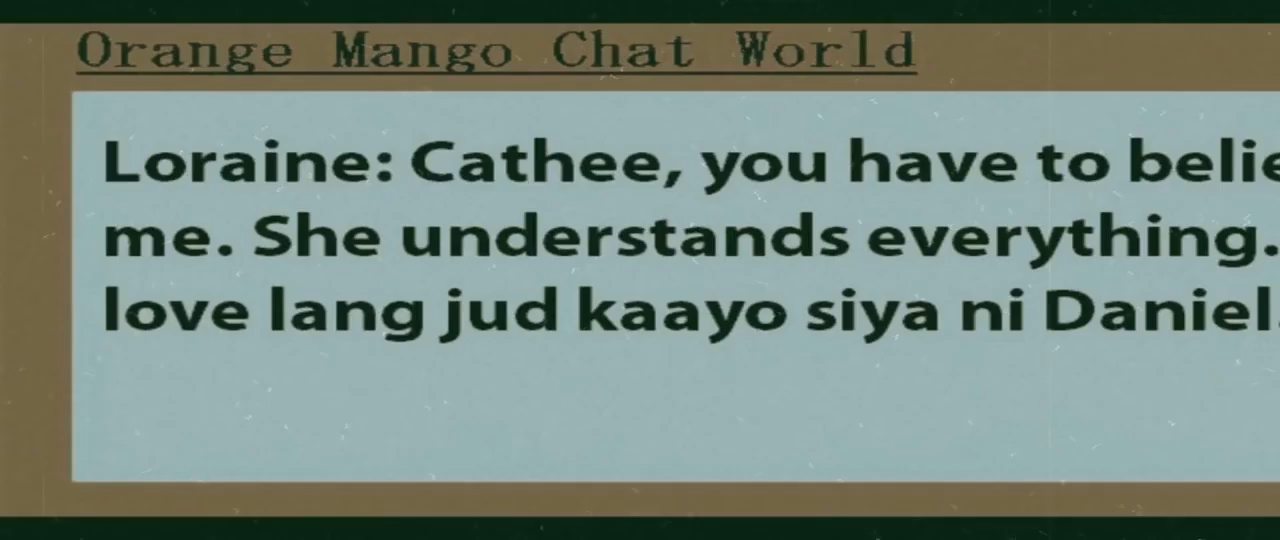 Orange Mango Chat World
Loraine: Cathee, you have to
me. She understands everything.
love lang jud kaayo siya ni Daniel